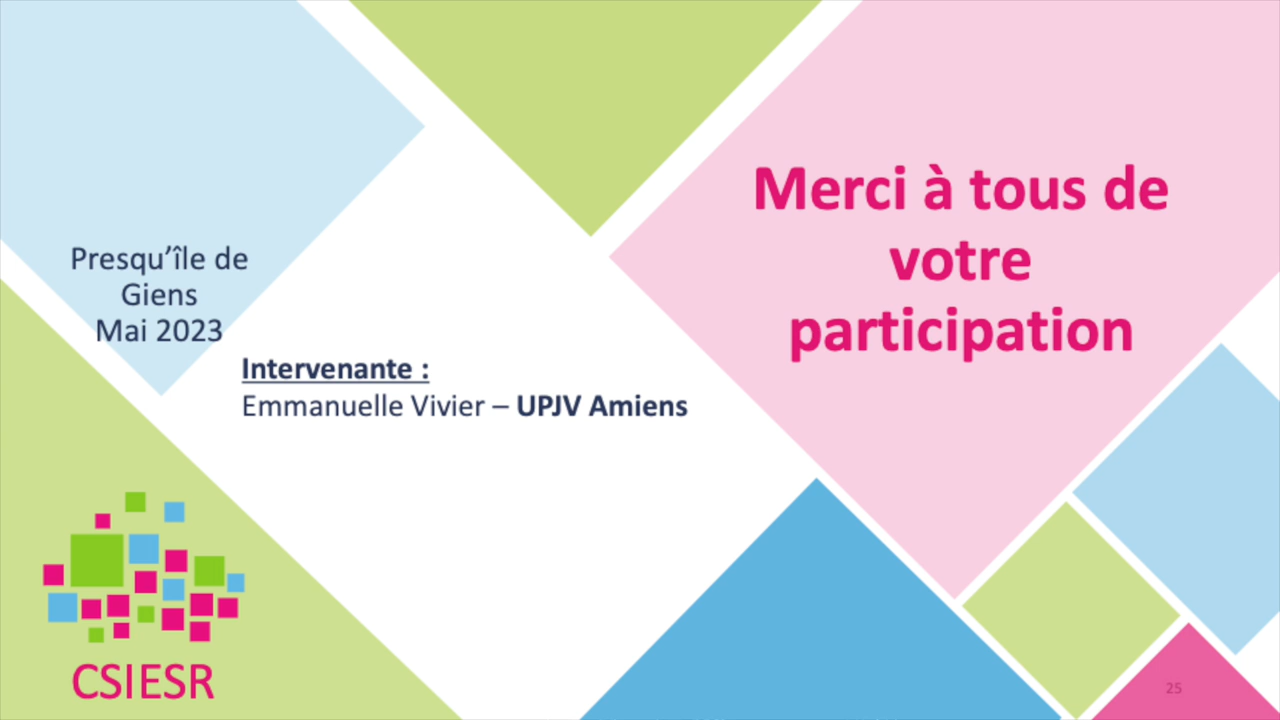 Merci à tous de
votre
participation
Presqu’île de
Giens
Mai 2023
Intervenante :
Emmanuelle Vivier – UPJV Amiens
CSIESR
25